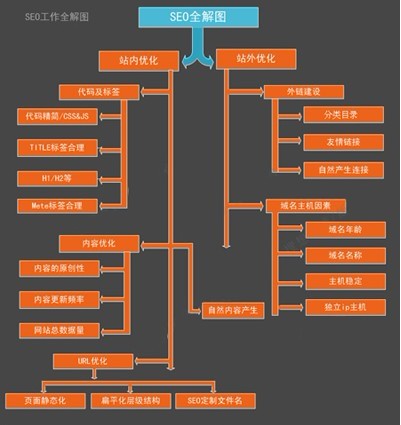 SEO工作全解图
SEO全解图
站内优化
站外优化
代码及标签
代码精简/CSS&JS
TITLE标签合理
H1/H2等
Mete标签合理
内容优化
内容的原创性
内容更新频率
网站总数据量
URL优化
页面静态化
扁平化层级结构
SEO定制文件名
外链建设
分类目录
友情链接
自然产生连接
域名主机因素
域名年龄
域名名称
主机稳定
独立ip主机
自然内容产生